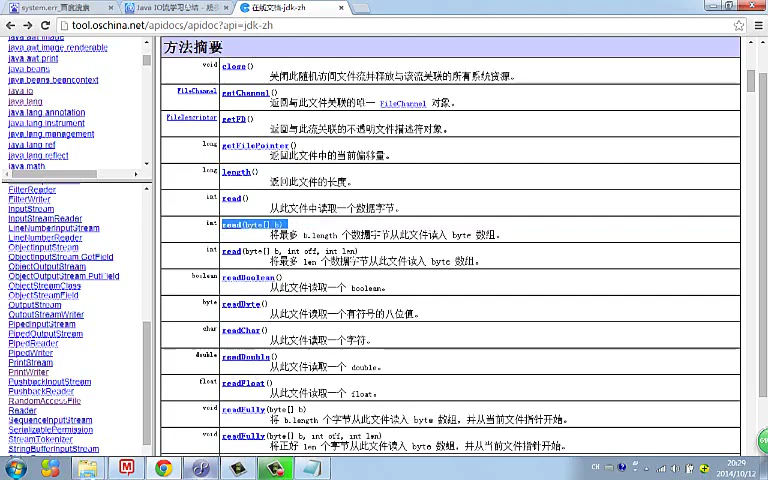 system.err_百度搜索
Java IO流学习总结 - 
在线文档-jdk-zh
tool.oschina.net/apidocs/apidoc?api=jdk-zh
java.awt.image
java.awt.image.renderable
java.awt.print
java.beans
java.beans.beancontext
java.io
java.lang
java.lang.annotation
java.lang.instrument
java.lang.management
java.lang.ref
java.lang.reflect
java.math
FilterReader
FilterWriter
InputStream
InputStreamReader
LineNumberInputStream
LineNumberReader
ObjectInputStream
ObjectInputStream.GetField
ObjectOutputStream
ObjectOutputStream.PutField
ObjectStreamClass
ObjectStreamField
OutputStream
OutputStreamWriter
PipedInputStream
PipedOutputStream
PipedReader
PipedWriter
PrintStream
PrintWriter
PushbackInputStream
PushbackReader
RandomAccessFile
Reader
SequenceInputStream
SerializablePermission
StreamTokenizer
StringBufferInputStream
方法摘要
void close()
关闭此随机访问文件流并释放与该流关联的所有系统资源。
FileChannel getChannel()
返回与此文件关联的唯一 FileChannel 对象。
FileDescriptor getFD()
返回与此流关联的不透明文件描述符对象。
long getFilePointer()
返回此文件中的当前偏移量。
long length()
返回此文件的长度。
int read()
从此文件中读取一个数据字节。
int read(byte[] b)
将最多 b.length 个数据字节从此文件读入 byte 数组。
int read(byte[] b, int off, int len)
将最多 len 个数据字节从此文件读入 byte 数组。
boolean readBoolean()
从此文件读取一个 boolean。
byte readByte()
从此文件读取一个有符号的八位值。
char readChar()
从此文件读取一个字符。
double readDouble()
从此文件读取一个 double。
float readFloat()
从此文件读取一个 float。
void readFully(byte[] b)
将 b.length 个字节从此文件读入 byte 数组，并从当前文件指针开始。
void readFully(byte[] b, int off, int len)
将正好 len 个字节从此文件读入 byte 数组，并从当前文件指针开始。
CH
20:29
2014/10/12